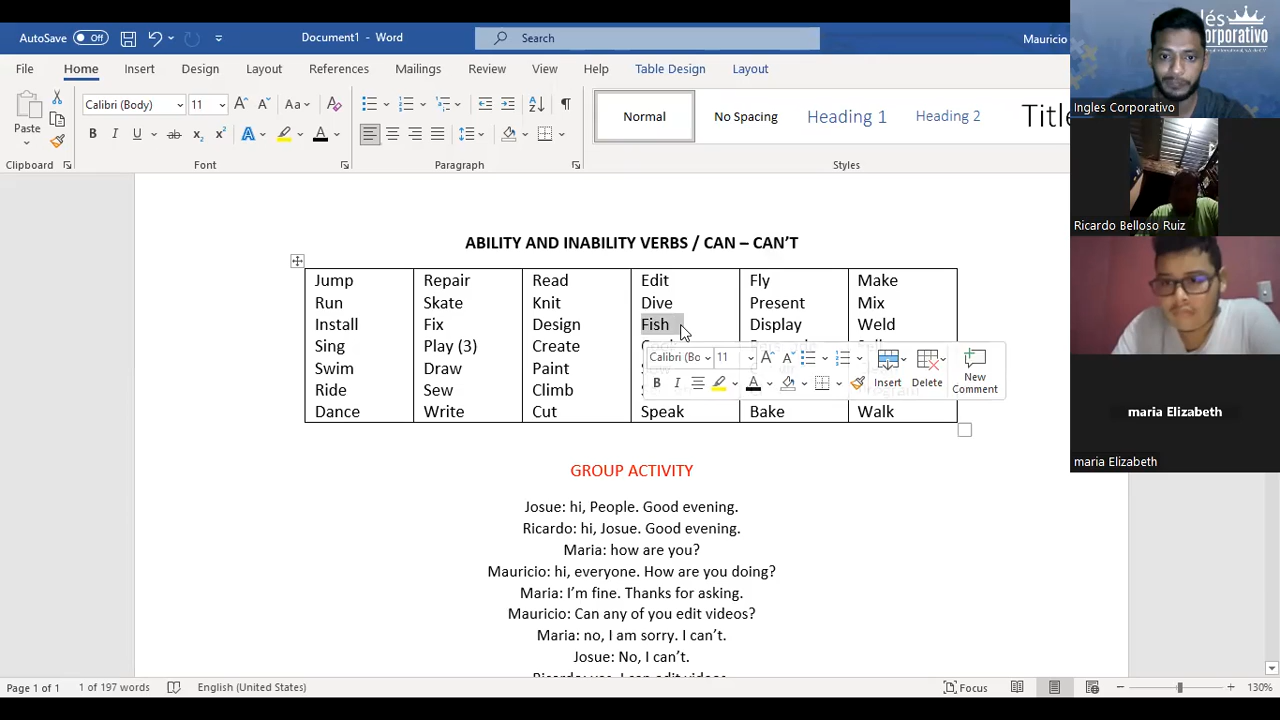 AutoSave Off Document1 - Word Search Mauricio
File Home Insert Design Layout References Mailings Review View Help Table Design Layout
Paste Calibri (Body) 11 Normal No Spacing Heading 1 Heading 2 Title
Clipboard Font Paragraph Styles
ABILITY AND INABILITY VERBS / CAN – CAN’T
Jump Repair Read Edit Fly Make
Run Skate Knit Dive Present Mix
Install Fix Design Fish Display Weld
Sing Play (3) Create
Swim Draw Paint
Ride Sew Climb
Dance Write Cut Speak Bake Walk
Calibri (Bo 11
Insert Delete New Comment
GROUP ACTIVITY
Josue: hi, People. Good evening.
Ricardo: hi, Josue. Good evening.
Maria: how are you?
Mauricio: hi, everyone. How are you doing?
Maria: I’m fine. Thanks for asking.
Mauricio: Can any of you edit videos?
Maria: no, I am sorry. I can’t.
Josue: No, I can’t.
Ricardo: yes, I can edit videos
Page 1 of 1 1 of 197 words English (United States) Focus 130%
Ingles Corporativo
Ricardo Belloso Ruiz
maria Elizabeth
maria Elizabeth